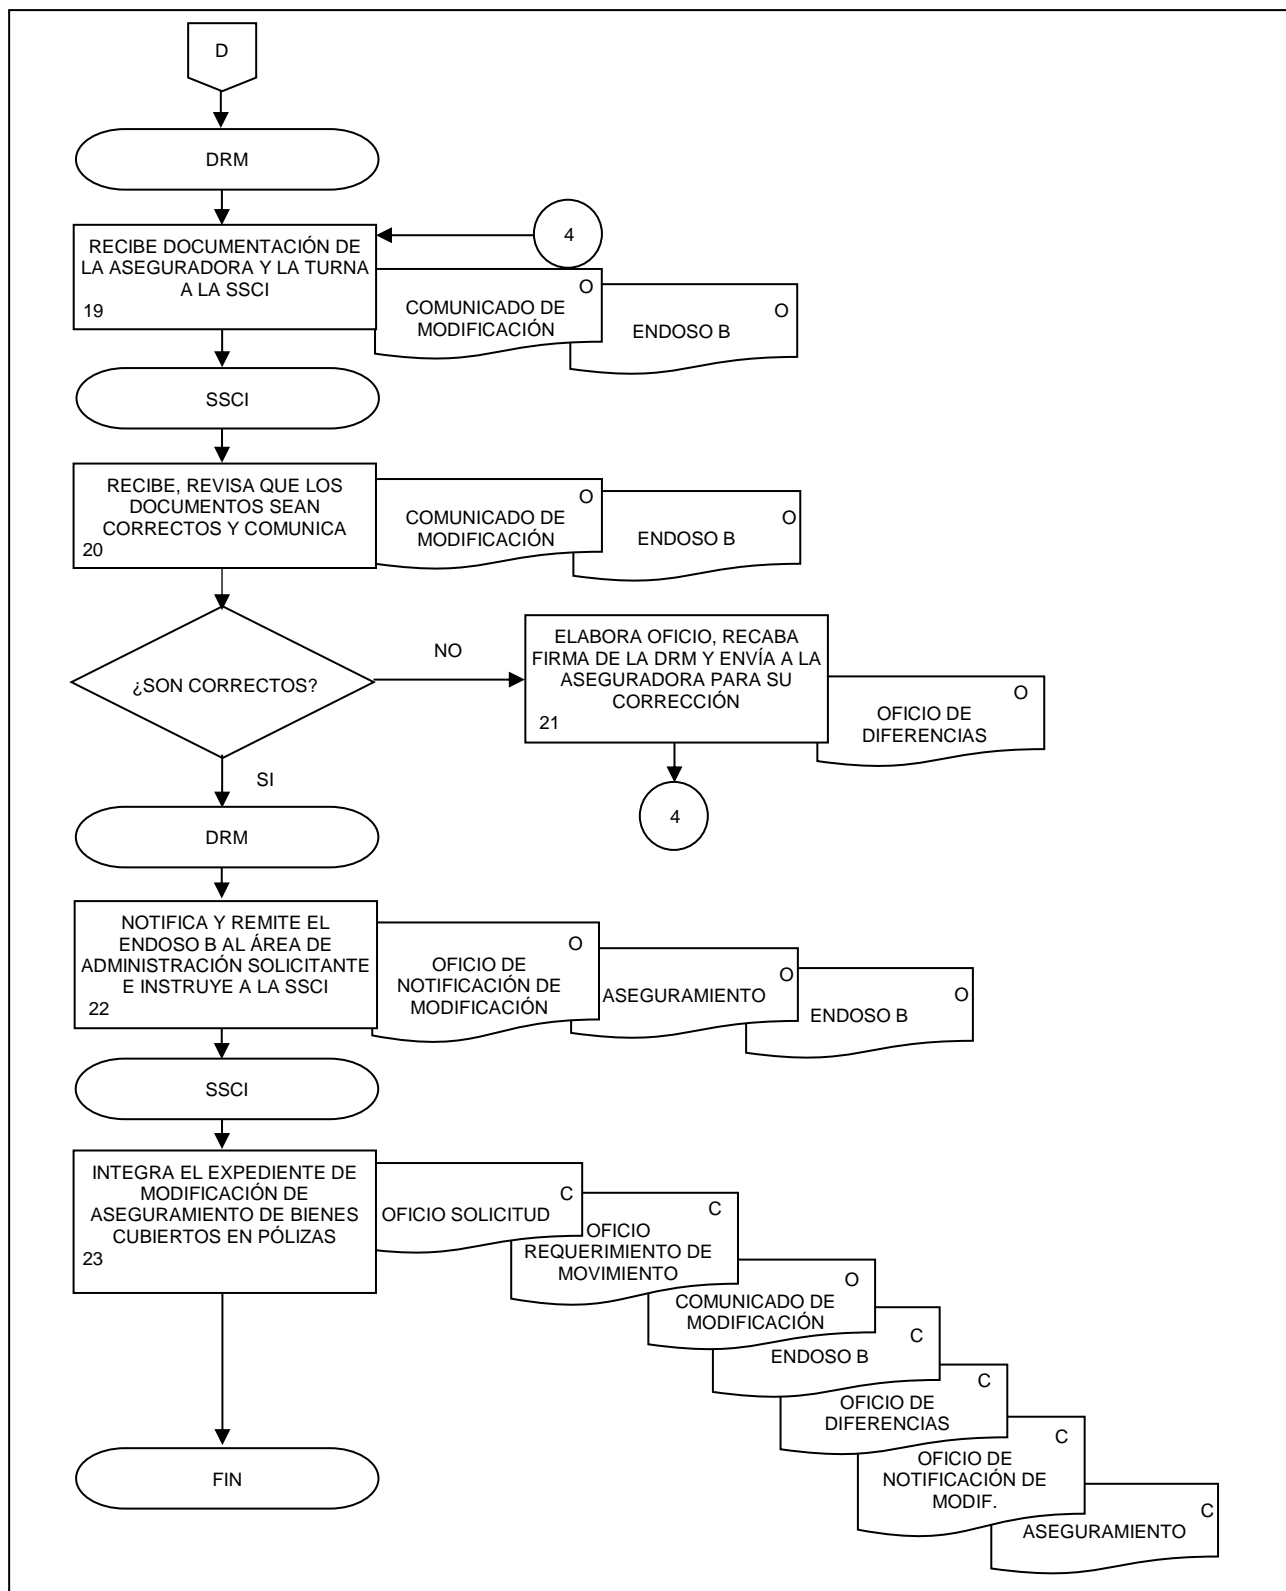 D
DRM
4
RECIBE DOCUMENTACIÓN DE
LA ASEGURADORA Y LA TURNA
A LA SSCI
19
O
COMUNICADO DE
MODIFICACIÓN
O
ENDOSO B
SSCI
RECIBE, REVISA QUE LOS
DOCUMENTOS SEAN
CORRECTOS Y COMUNICA
20
O
COMUNICADO DE
MODIFICACIÓN
O
ENDOSO B
¿SON CORRECTOS?
NO
ELABORA OFICIO, RECABA
FIRMA DE LA DRM Y ENVÍA A LA
ASEGURADORA PARA SU
CORRECCIÓN
21
O
OFICIO DE
DIFERENCIAS
4
SI
DRM
NOTIFICA Y REMITE EL
ENDOSO B AL ÁREA DE
ADMINISTRACIÓN SOLICITANTE
E INSTRUYE A LA SSCI
22
O
OFICIO DE
NOTIFICACIÓN DE
MODIFICACIÓN
O
ASEGURAMIENTO
O
ENDOSO B
SSCI
INTEGRA EL EXPEDIENTE DE
MODIFICACIÓN DE
ASEGURAMIENTO DE BIENES
CUBIERTOS EN PÓLIZAS
23
C
OFICIO SOLICITUD
C
OFICIO
REQUERIMIENTO DE
MOVIMIENTO
O
COMUNICADO DE
MODIFICACIÓN
C
ENDOSO B
C
OFICIO DE
DIFERENCIAS
C
OFICIO DE
NOTIFICACIÓN DE
MODIF.
C
ASEGURAMIENTO
FIN